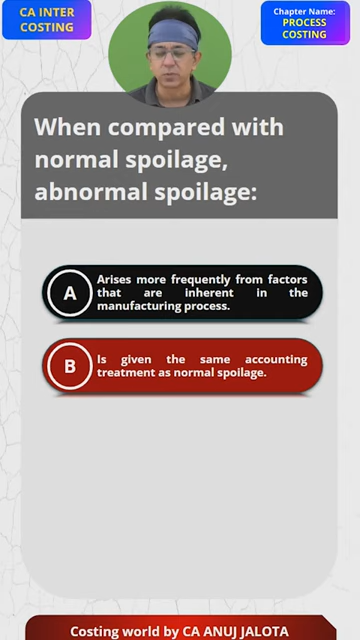 CA INTER
COSTING
Chapter Name:
PROCESS
COSTING
When compared with
normal spoilage,
abnormal spoilage:
A
Arises more frequently from factors
that are inherent in the
manufacturing process.
B
Is given the same accounting
treatment as normal spoilage.
Costing world by CA ANUJ JALOTA